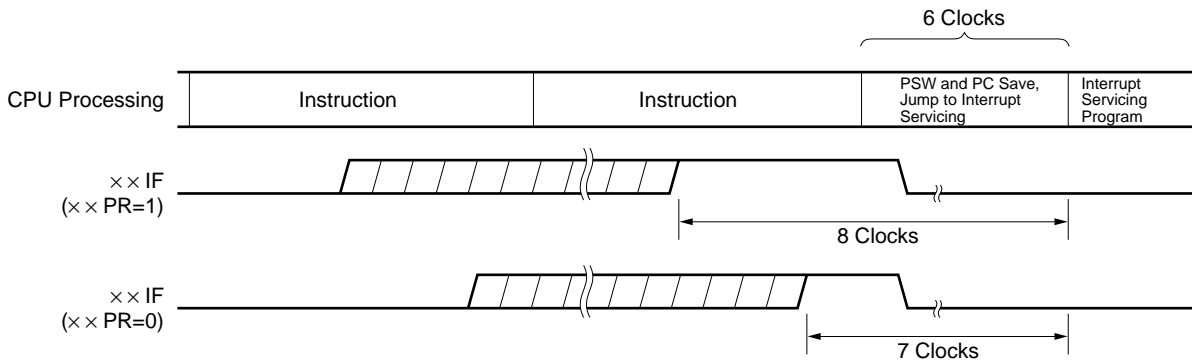 6 Clocks
CPU Processing
Instruction
Instruction
PSW and PC Save,
Jump to Interrupt
Servicing
Interrupt
Servicing
Program
×× IF
(×× PR=1)
8 Clocks
×× IF
(×× PR=0)
7 Clocks